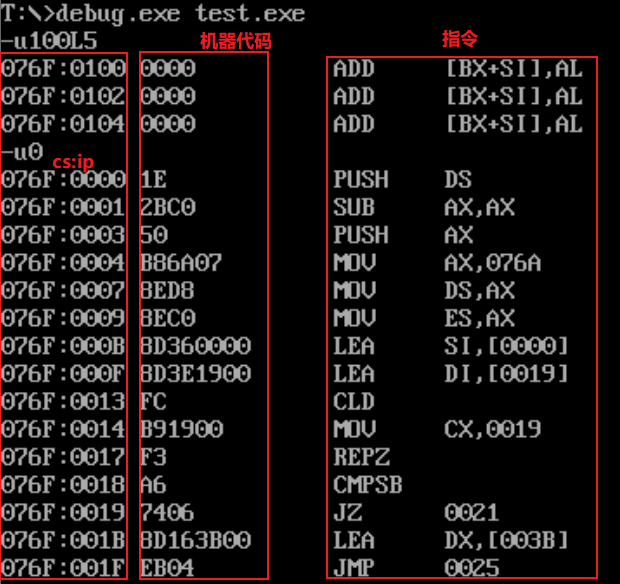 T:\>debug.exe test.exe
-u100L5 机器代码 指令
076F:0100 0000 ADD [BX+SI],AL
076F:0102 0000 ADD [BX+SI],AL
076F:0104 0000 ADD [BX+SI],AL
-u0 cs:ip
076F:0000 1E PUSH DS
076F:0001 2BC0 SUB AX,AX
076F:0003 50 PUSH AX
076F:0004 B86A07 MOV AX,076A
076F:0007 8ED8 MOV DS,AX
076F:0009 8EC0 MOV ES,AX
076F:000B 8D360000 LEA SI,[0000]
076F:000F 8D3E1900 LEA DI,[0019]
076F:0013 FC CLD
076F:0014 B91900 MOV CX,0019
076F:0017 F3 REPZ
076F:0018 A6 CMPSB
076F:0019 7406 JZ 0021
076F:001B 8D163B00 LEA DX,[003B]
076F:001F EB04 JMP 0025